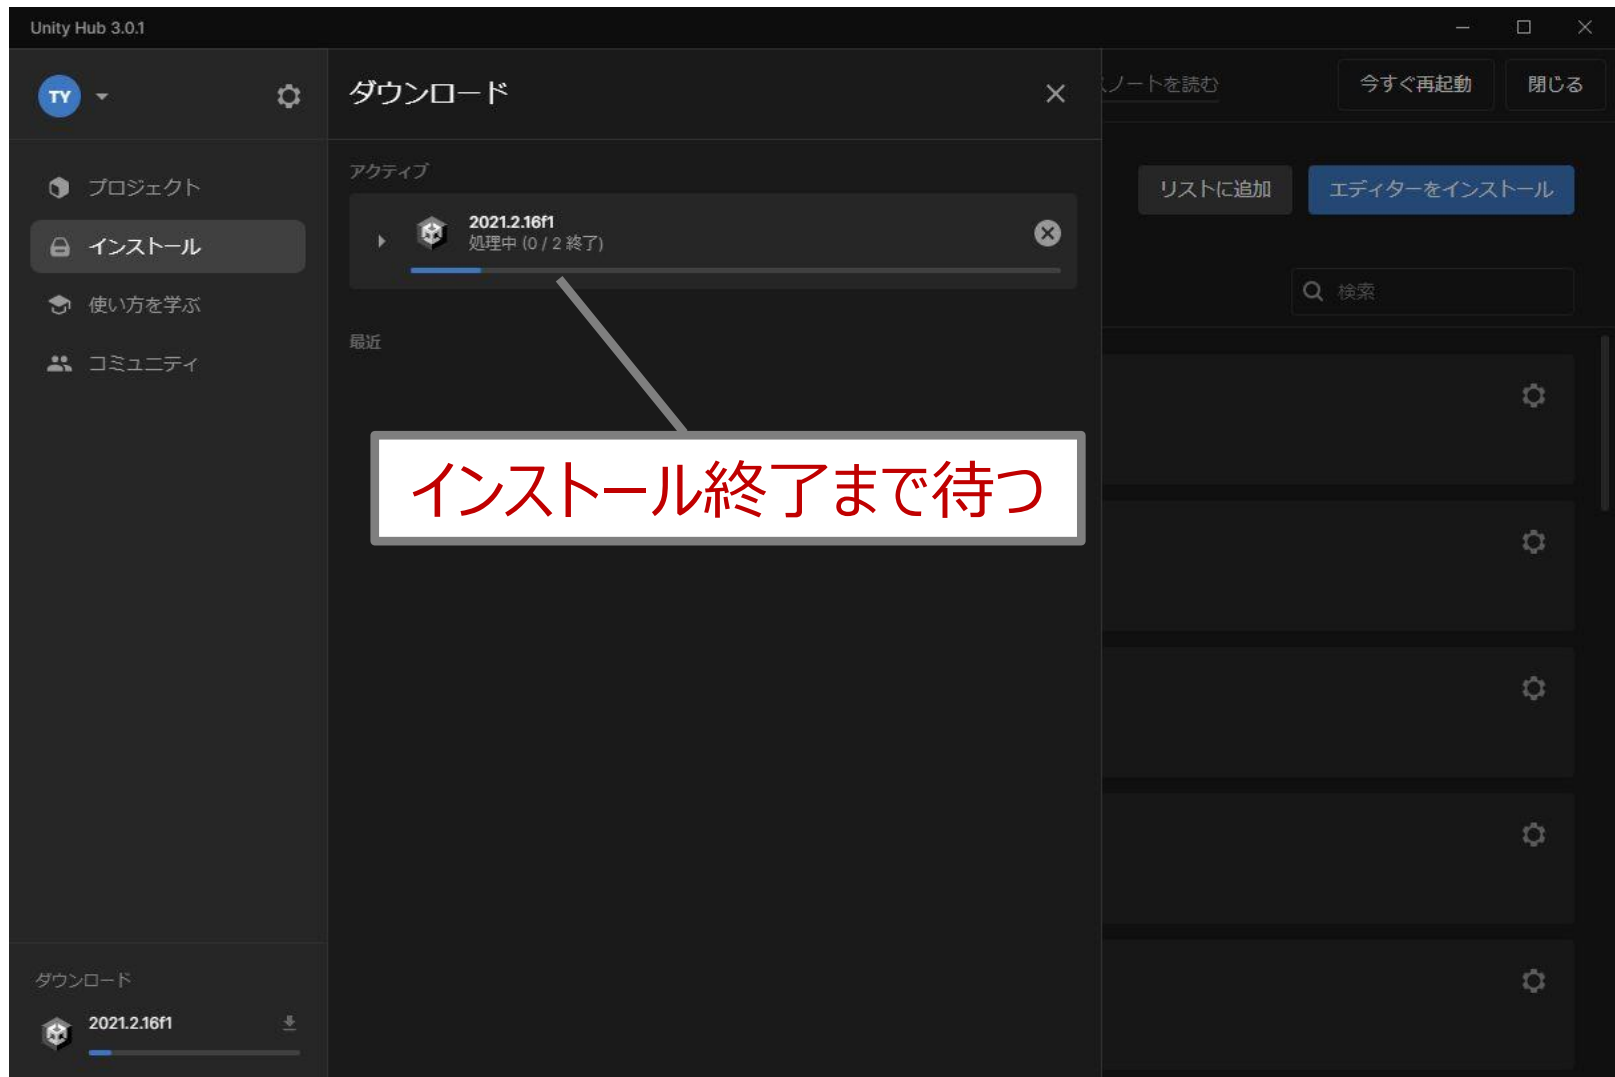 Unity Hub 3.0.1
TY
プロジェクト
インストール
使い方を学ぶ
コミュニティ
ダウンロード
2021.2.16f1
ダウンロード
アクティブ
2021.2.16f1
処理中 (0 / 2 終了)
最近
インストール終了まで待つ
ノートを読む
今すぐ再起動
閉じる
リストに追加
エディターをインストール
検索